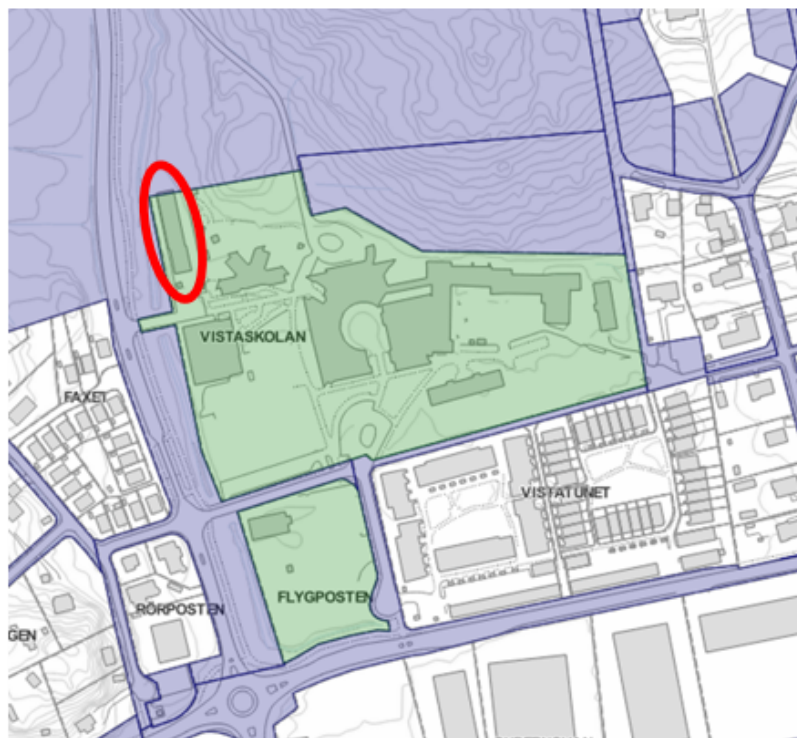 VISTASKOLAN
FAXET
VISTATUNET
FLYGPOSTEN
RÖRPOSTEN
GEN